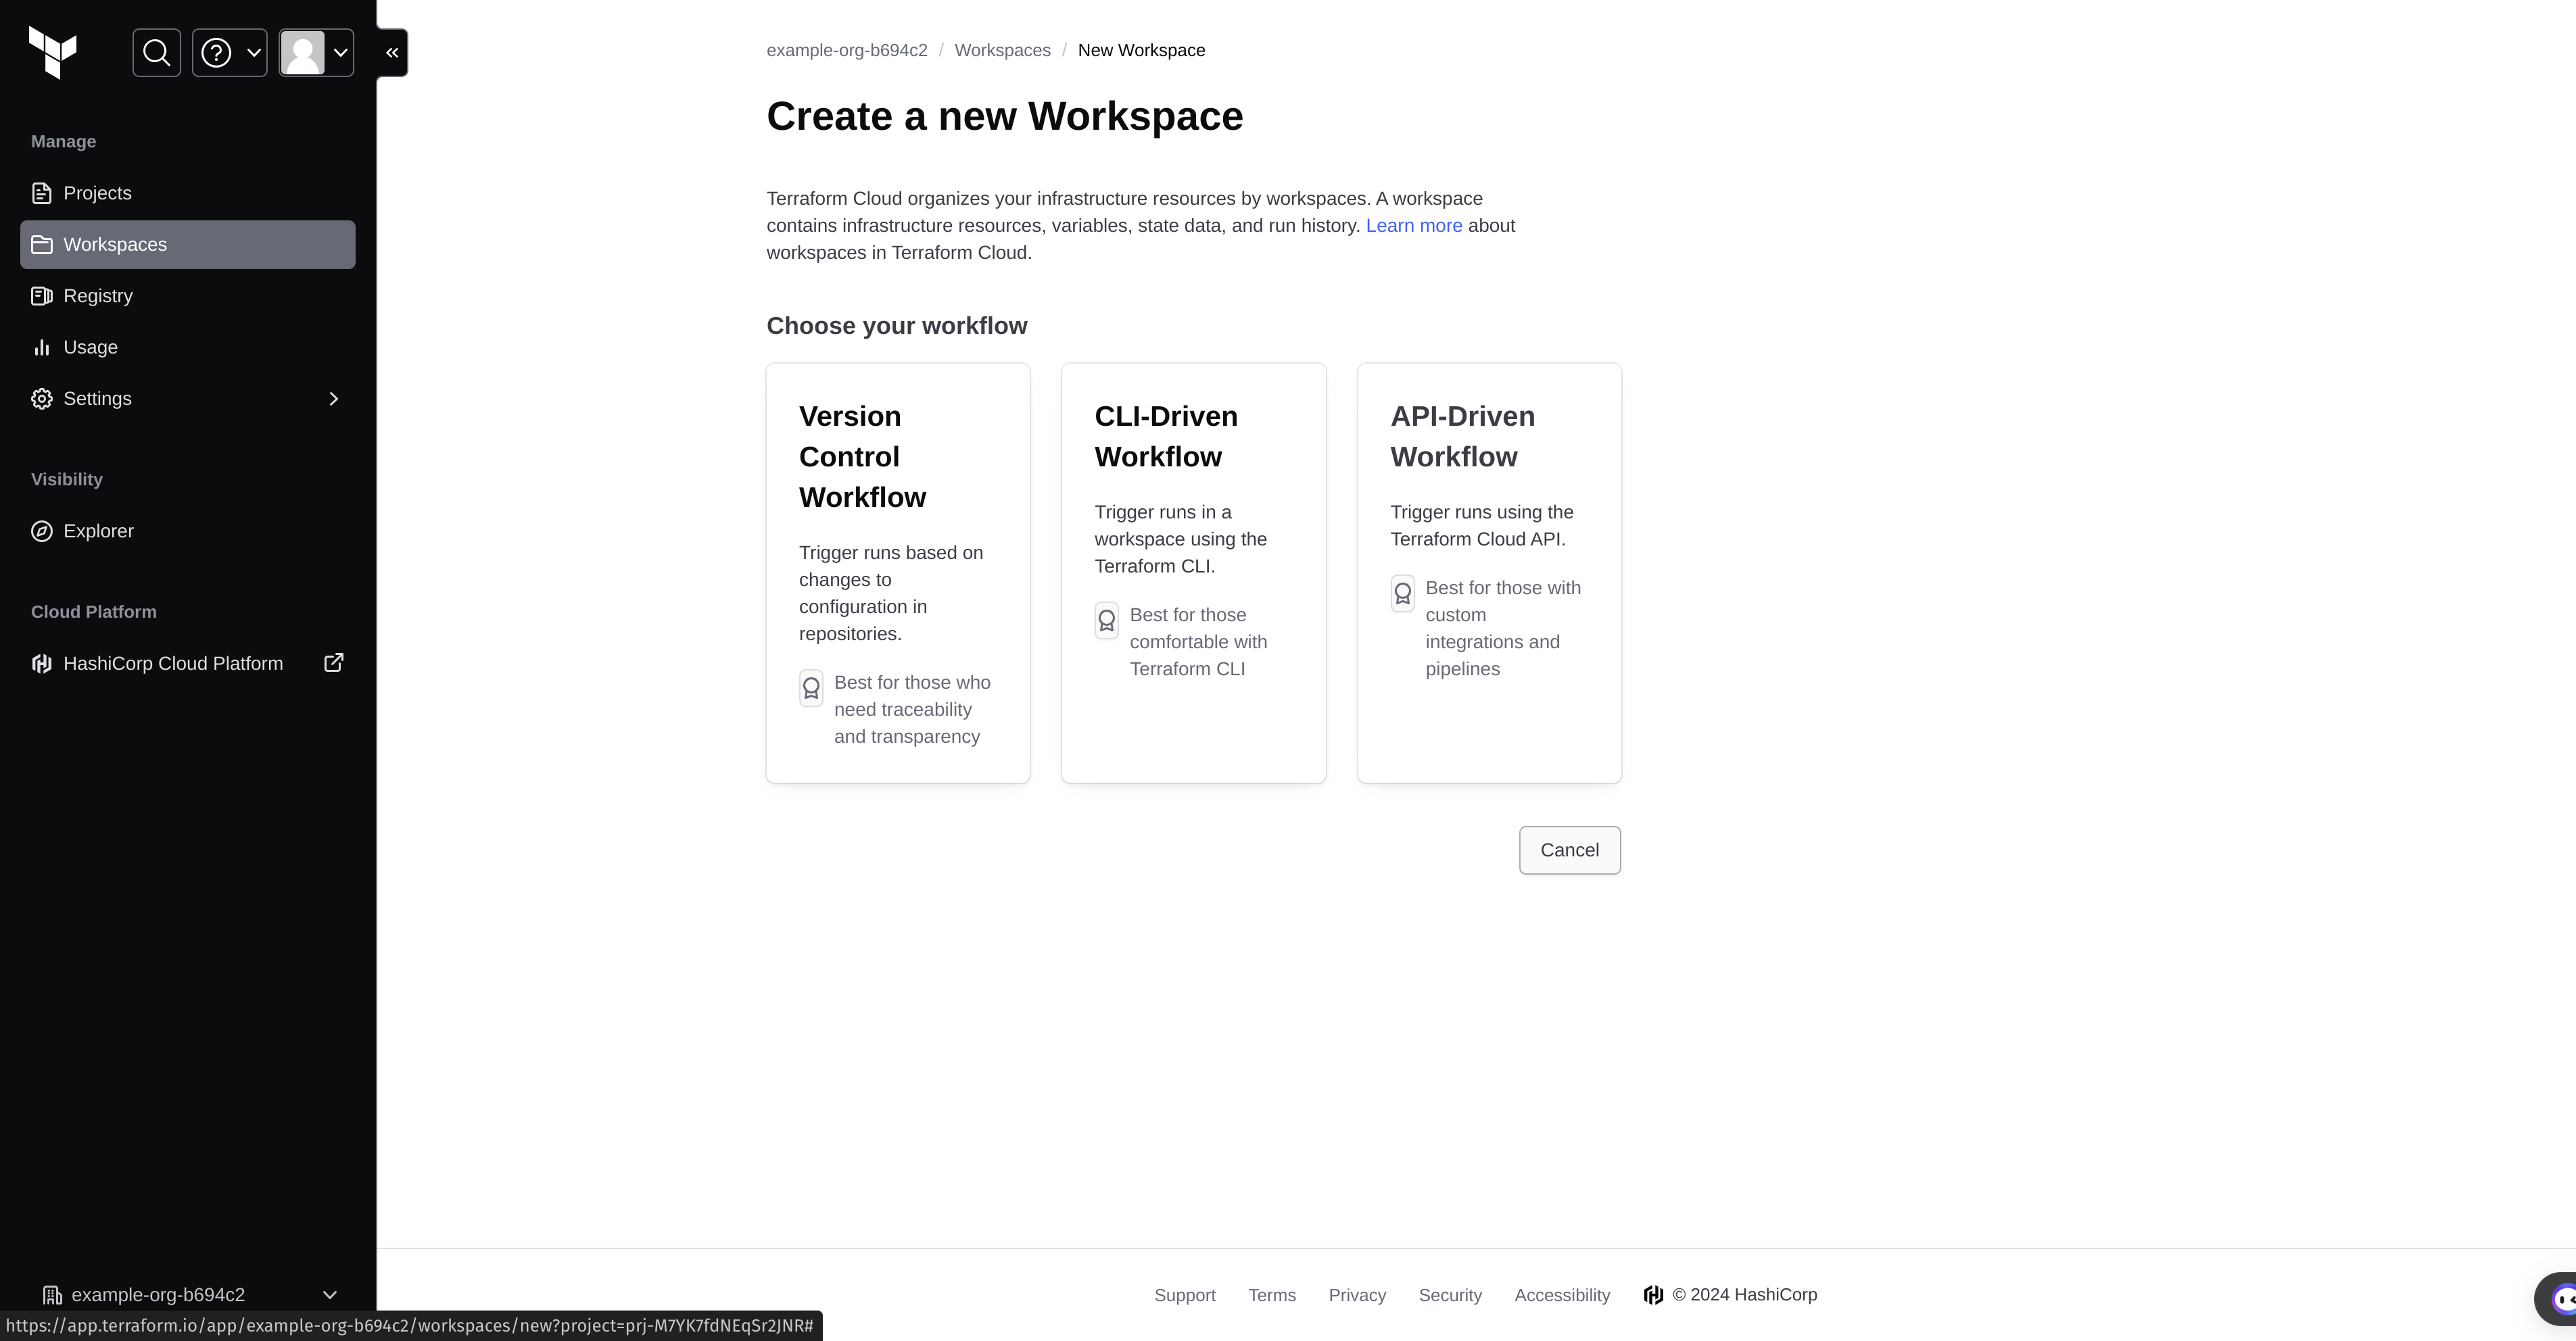 example-org-b694c2 / Workspaces / New Workspace
Create a new Workspace
Manage
Projects
Workspaces
Registry
Usage
Settings
Visibility
Explorer
Cloud Platform
HashiCorp Cloud Platform
Terraform Cloud organizes your infrastructure resources by workspaces. A workspace
contains infrastructure resources, variables, state data, and run history. Learn more about
workspaces in Terraform Cloud.
Choose your workflow
Version
Control
Workflow
Trigger runs based on
changes to
configuration in
repositories.
Best for those who
need traceability
and transparency
CLI-Driven
Workflow
Trigger runs in a
workspace using the
Terraform CLI.
Best for those
comfortable with
Terraform CLI
API-Driven
Workflow
Trigger runs using the
Terraform Cloud API.
Best for those with
custom
integrations and
pipelines
Cancel
example-org-b694c2
Support Terms Privacy Security Accessibility © 2024 HashiCorp
https://app.terraform.io/app/example-org-b694c2/workspaces/new?project=prj-M7YK7fdNEqSr2JNR#